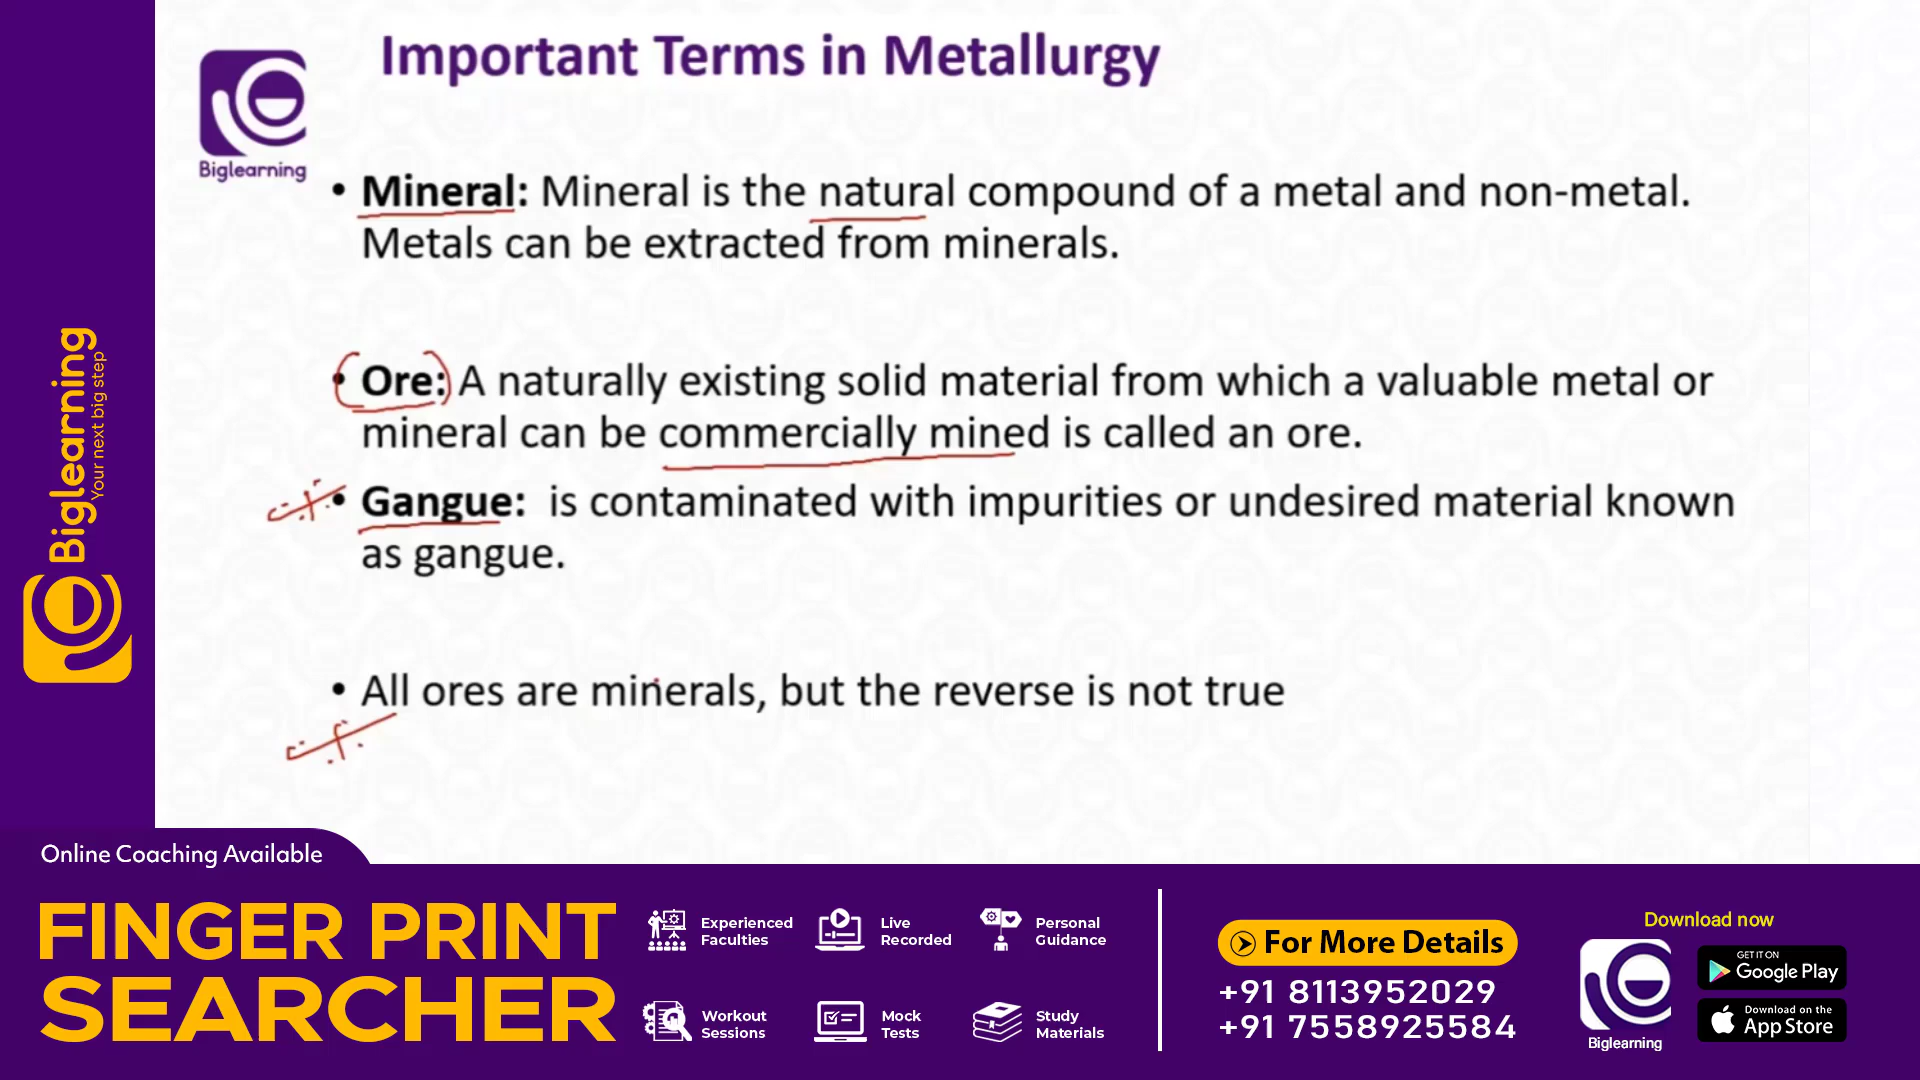 Important Terms in Metallurgy
Biglearning
• Mineral: Mineral is the natural compound of a metal and non-metal.
Metals can be extracted from minerals.
• Ore: A naturally existing solid material from which a valuable metal or
mineral can be commercially mined is called an ore.
• Gangue: is contaminated with impurities or undesired material known
as gangue.
• All ores are minerals, but the reverse is not true
Biglearning
Your next big step
Online Coaching Available
FINGER PRINT
SEARCHER
Experienced
Faculties
Live
Recorded
Personal
Guidance
Workout
Sessions
Mock
Tests
Study
Materials
For More Details
+91 8113952029
+91 7558925584
Download now
Biglearning
GET IT ON
Google Play
Download on the
App Store